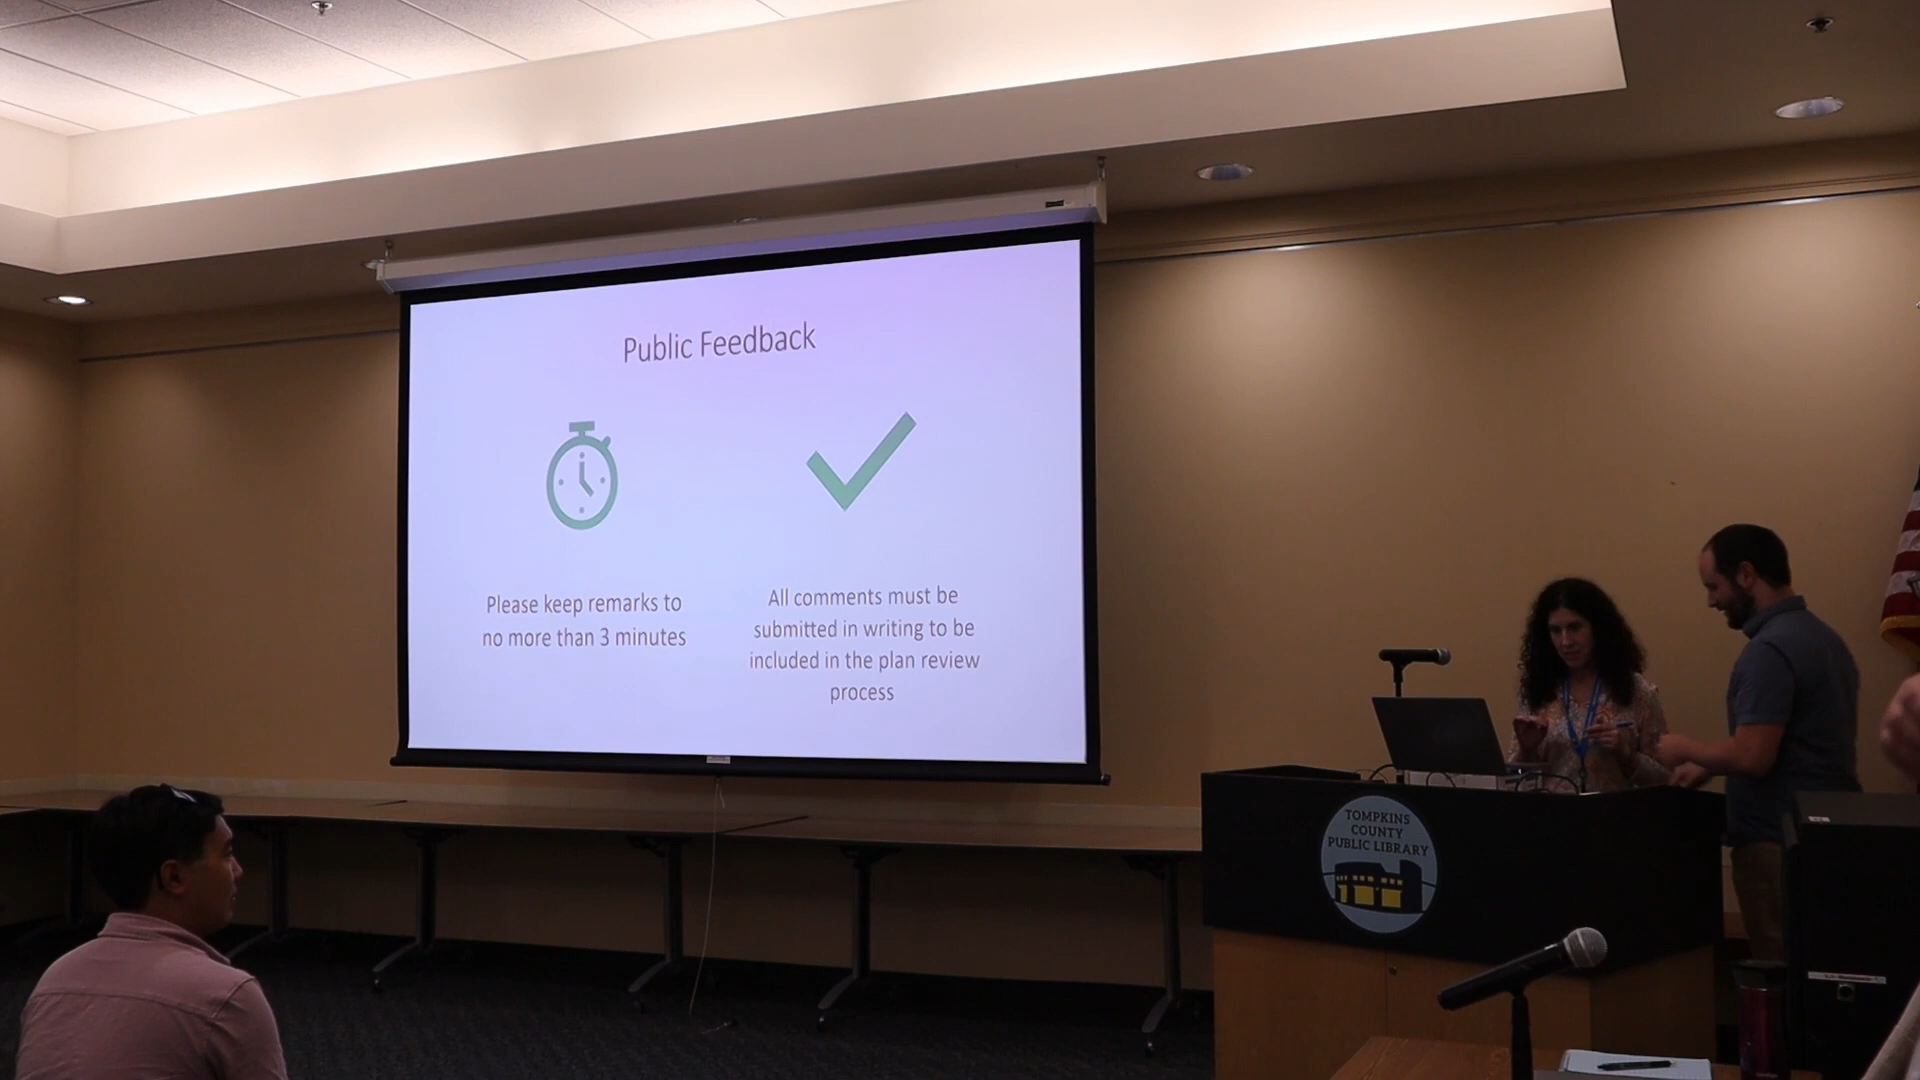 Public Feedback
Please keep remarks to
no more than 3 minutes
All comments must be
submitted in writing to be
included in the plan review
process
TOMPKINS
COUNTY
PUBLIC LIBRARY